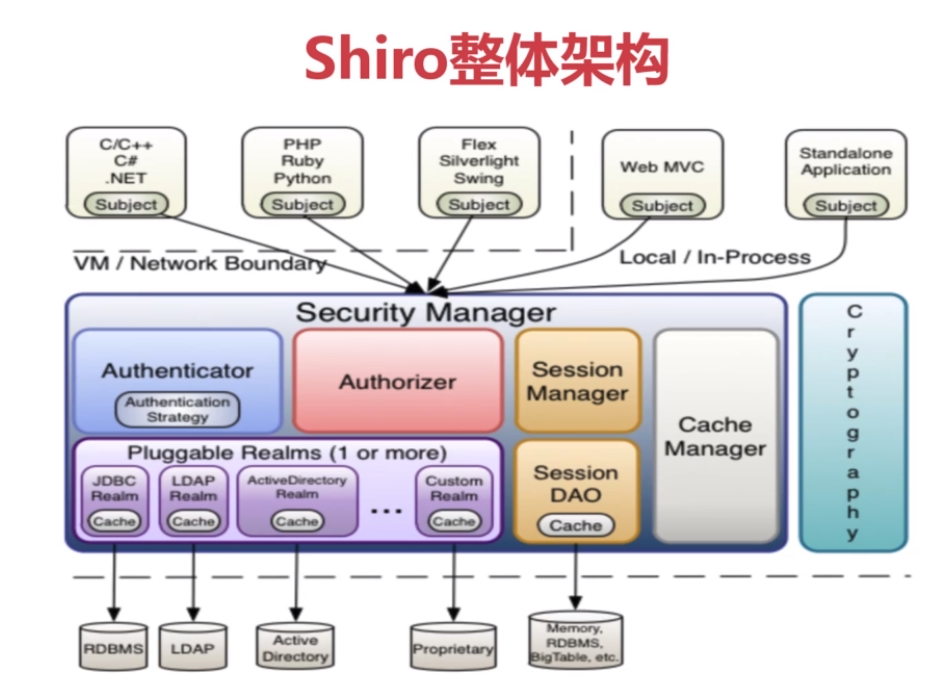 Shiro整体架构
C/C++
C#
.NET
Subject
PHP
Ruby
Python
Subject
Flex
Silverlight
Swing
Subject
Web MVC
Subject
Standalone
Application
Subject
VM / Network Boundary
Local / In-Process
Security Manager
Authenticator
Authentication
Strategy
Authorizer
Session
Manager
Cache
Manager
Cryptography
Pluggable Realms (1 or more)
JDBC
Realm
Cache
LDAP
Realm
Cache
ActiveDirectory
Realm
Cache
...
Custom
Realm
Cache
Session
DAO
Cache
RDBMS
LDAP
Active
Directory
Proprietary
Memory,
RDBMS,
BigTable, etc.